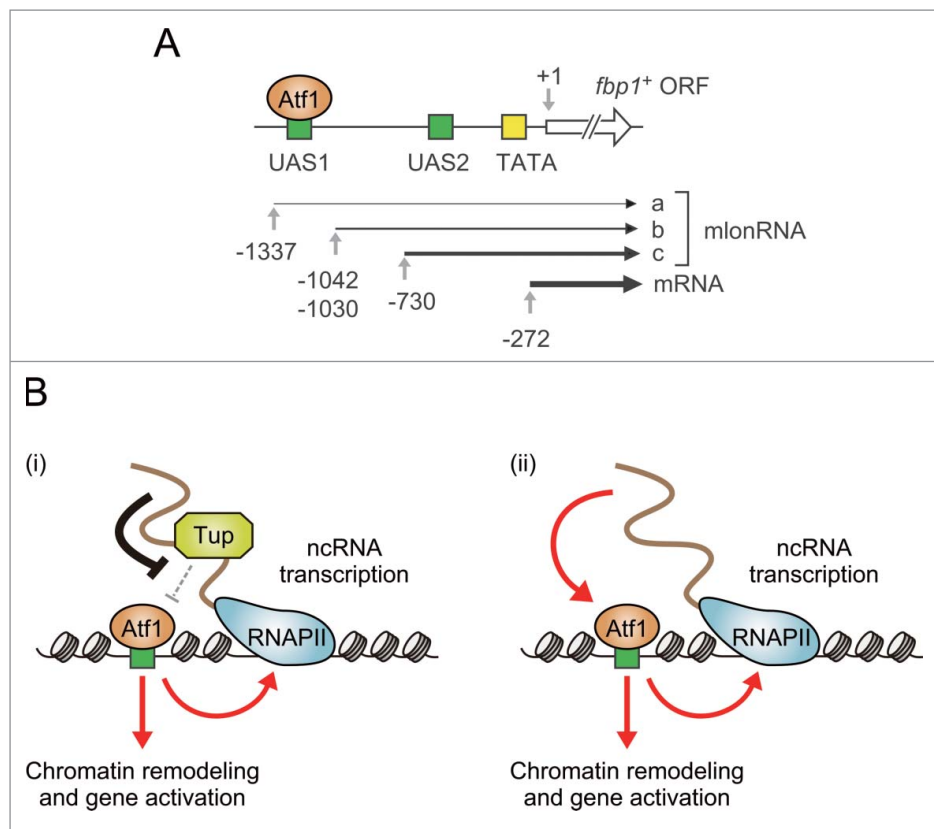 A
+1
fbp1+ ORF
Atf1
UAS1
UAS2
TATA
a
b
c
mlonRNA
mRNA
-1337
-1042
-1030
-730
-272
B
(i)
Tup
ncRNA
transcription
Atf1
RNAPII
Chromatin remodeling
and gene activation
(ii)
ncRNA
transcription
Atf1
RNAPII
Chromatin remodeling
and gene activation